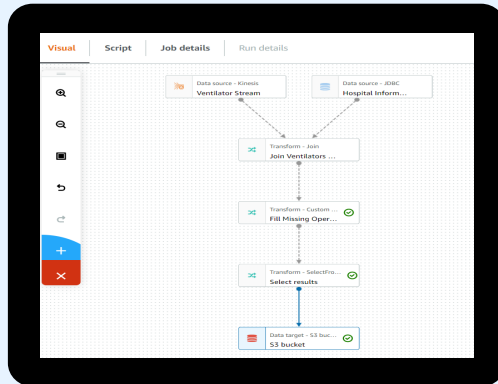 Visual Script Job details Run details
Data source - Kinesis
Ventilator Stream
Data source - JDBC
Hospital Inform...
Transform - Join
Join Ventilators ...
Transform - Custom ...
Fill Missing Oper...
Transform - SelectFro...
Select results
Data target - S3 buc...
S3 bucket